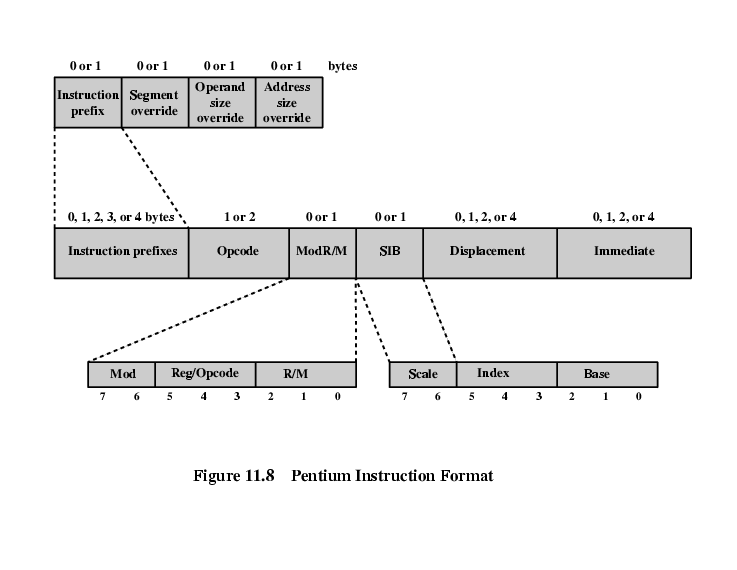 0 or 1 0 or 1 0 or 1 0 or 1 bytes
Instruction prefix
Segment override
Operand size override
Address size override
0, 1, 2, 3, or 4 bytes 1 or 2 0 or 1 0 or 1 0, 1, 2, or 4 0, 1, 2, or 4
Instruction prefixes Opcode ModR/M SIB Displacement Immediate
Mod Reg/Opcode R/M Scale Index Base
7 6 5 4 3 2 1 0 7 6 5 4 3 2 1 0
Figure 11.8 Pentium Instruction Format